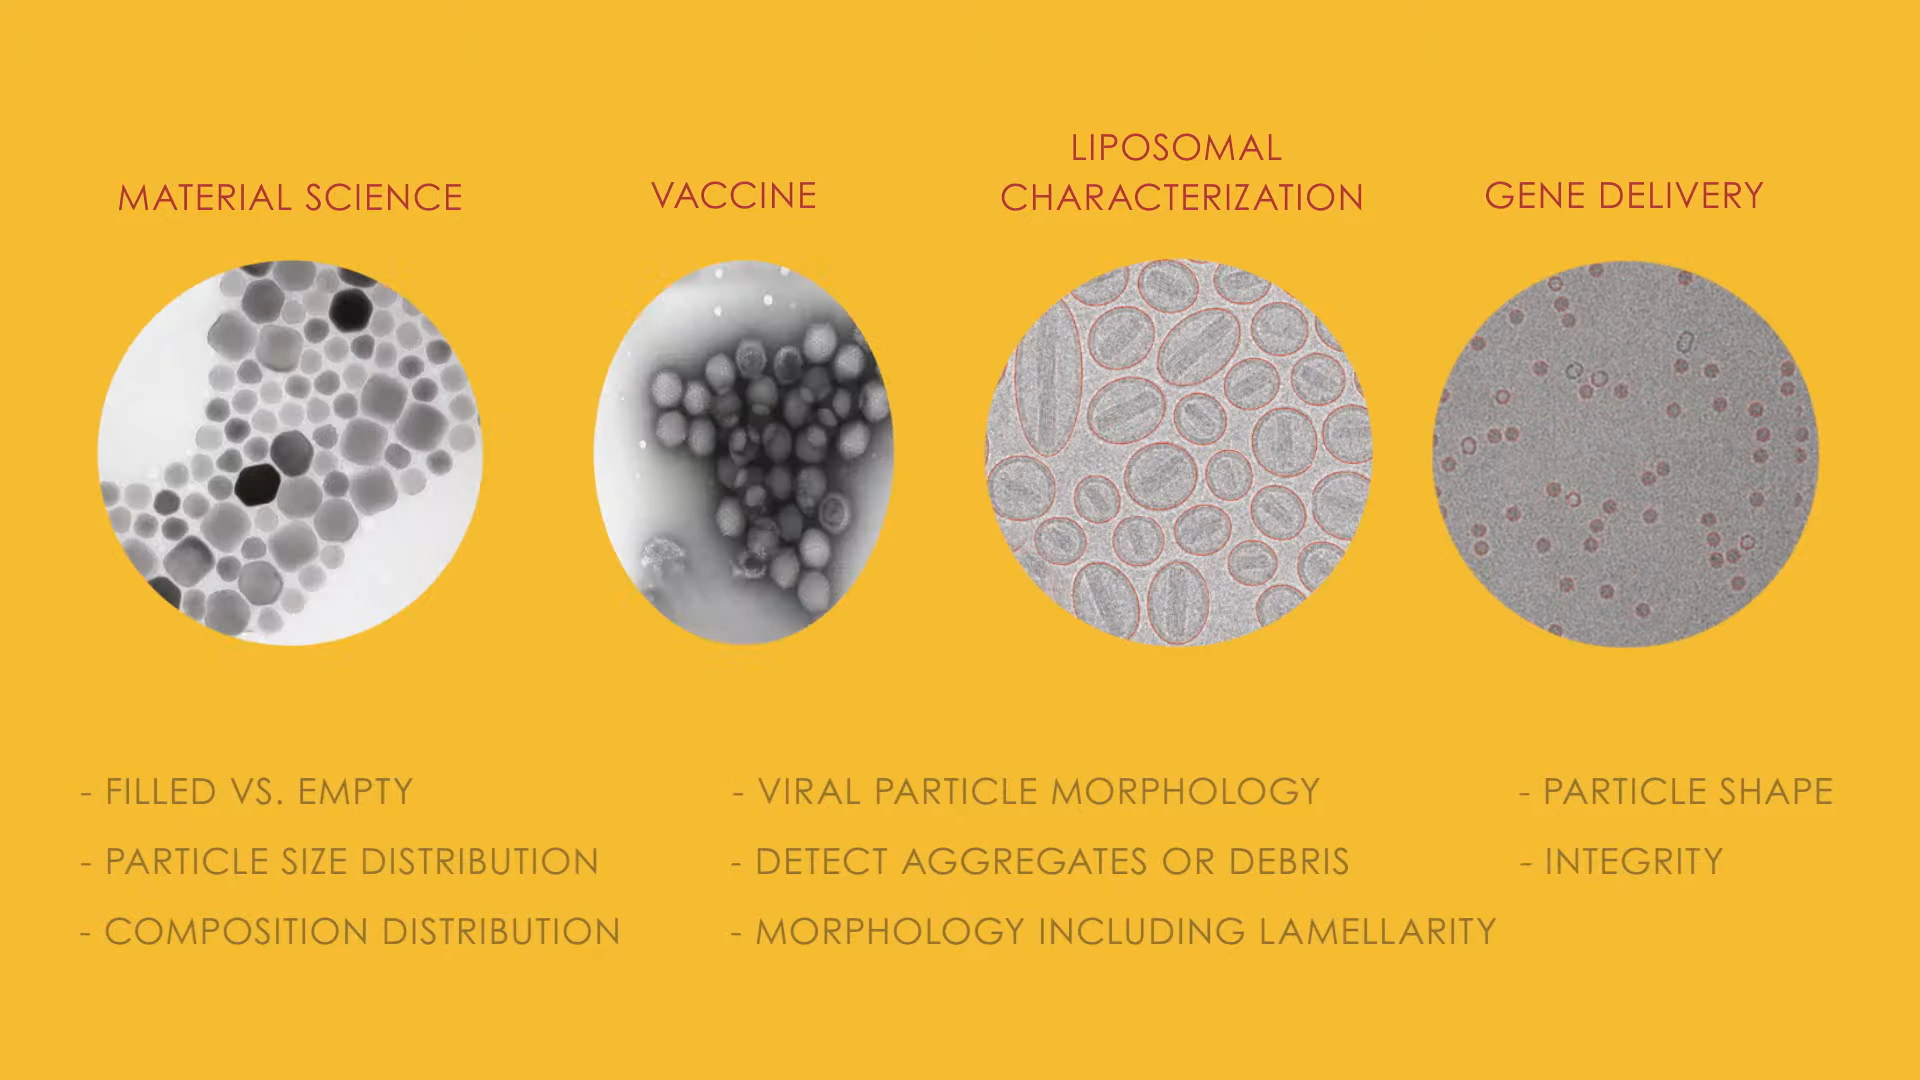 MATERIAL SCIENCE
VACCINE
LIPOSOMAL
CHARACTERIZATION
GENE DELIVERY
- FILLED VS. EMPTY
- PARTICLE SIZE DISTRIBUTION
- COMPOSITION DISTRIBUTION
- VIRAL PARTICLE MORPHOLOGY
- DETECT AGGREGATES OR DEBRIS
- MORPHOLOGY INCLUDING LAMELLARITY
- PARTICLE SHAPE
- INTEGRITY